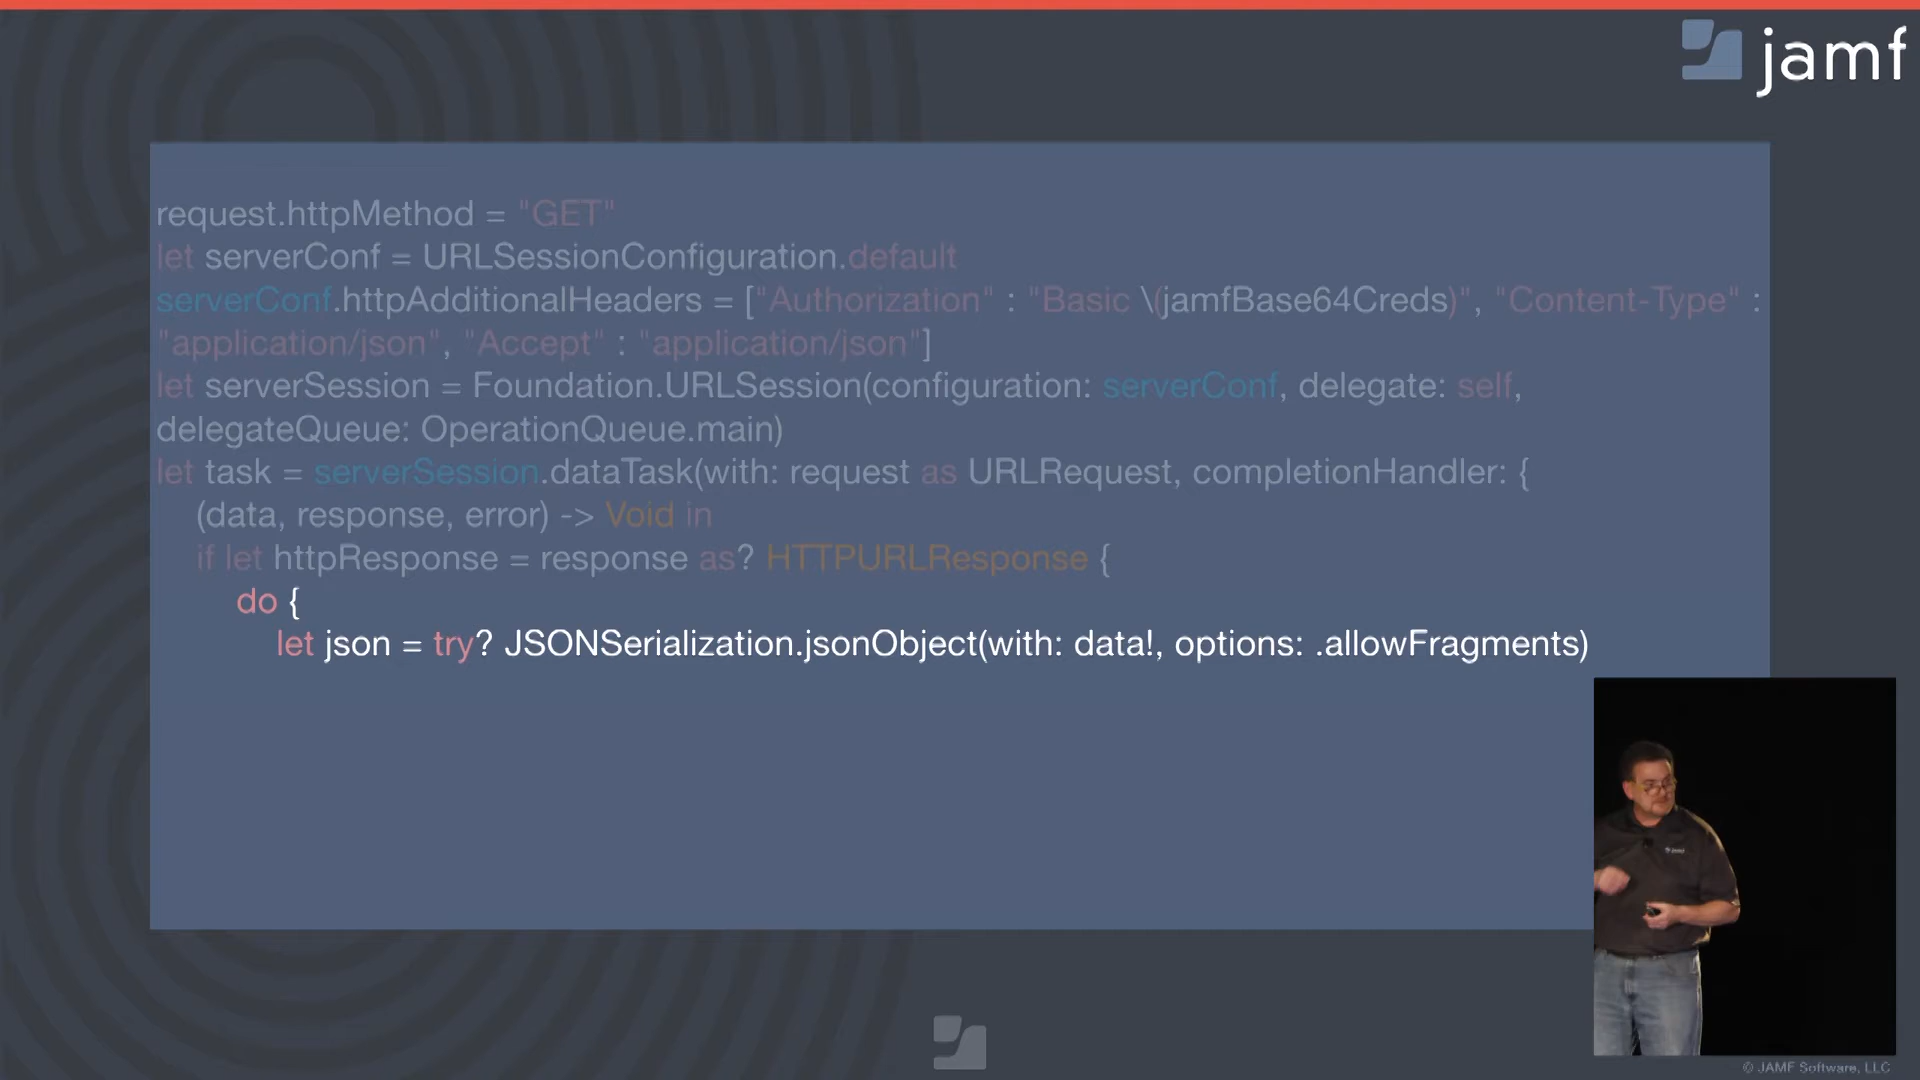 jamf
request.httpMethod = "GET"
let serverConf = URLSessionConfiguration.default
serverConf.httpAdditionalHeaders = ["Authorization" : "Basic \(jamfBase64Creds)", "Content-Type" :
"application/json", "Accept" : "application/json"]
let serverSession = Foundation.URLSession(configuration: serverConf, delegate: self,
delegateQueue: OperationQueue.main)
let task = serverSession.dataTask(with: request as URLRequest, completionHandler: {
(data, response, error) -> Void in
if let httpResponse = response as? HTTPURLResponse {
do {
let json = try? JSONSerialization.jsonObject(with: data!, options: .allowFragments)
© JAMF Software, LLC